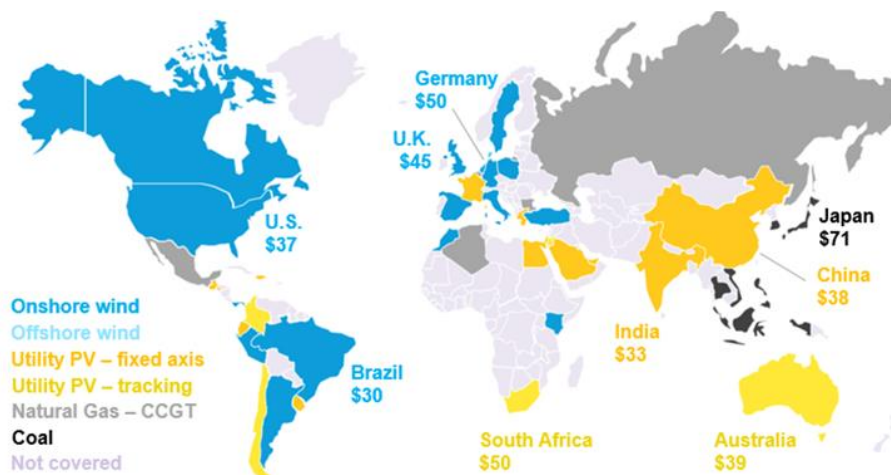 Germany
$50
U.K.
$45
U.S.
$37
Japan
$71
China
$38
India
$33
Brazil
$30
South Africa
$50
Australia
$39
Onshore wind
Offshore wind
Utility PV – fixed axis
Utility PV – tracking
Natural Gas – CCGT
Coal
Not covered